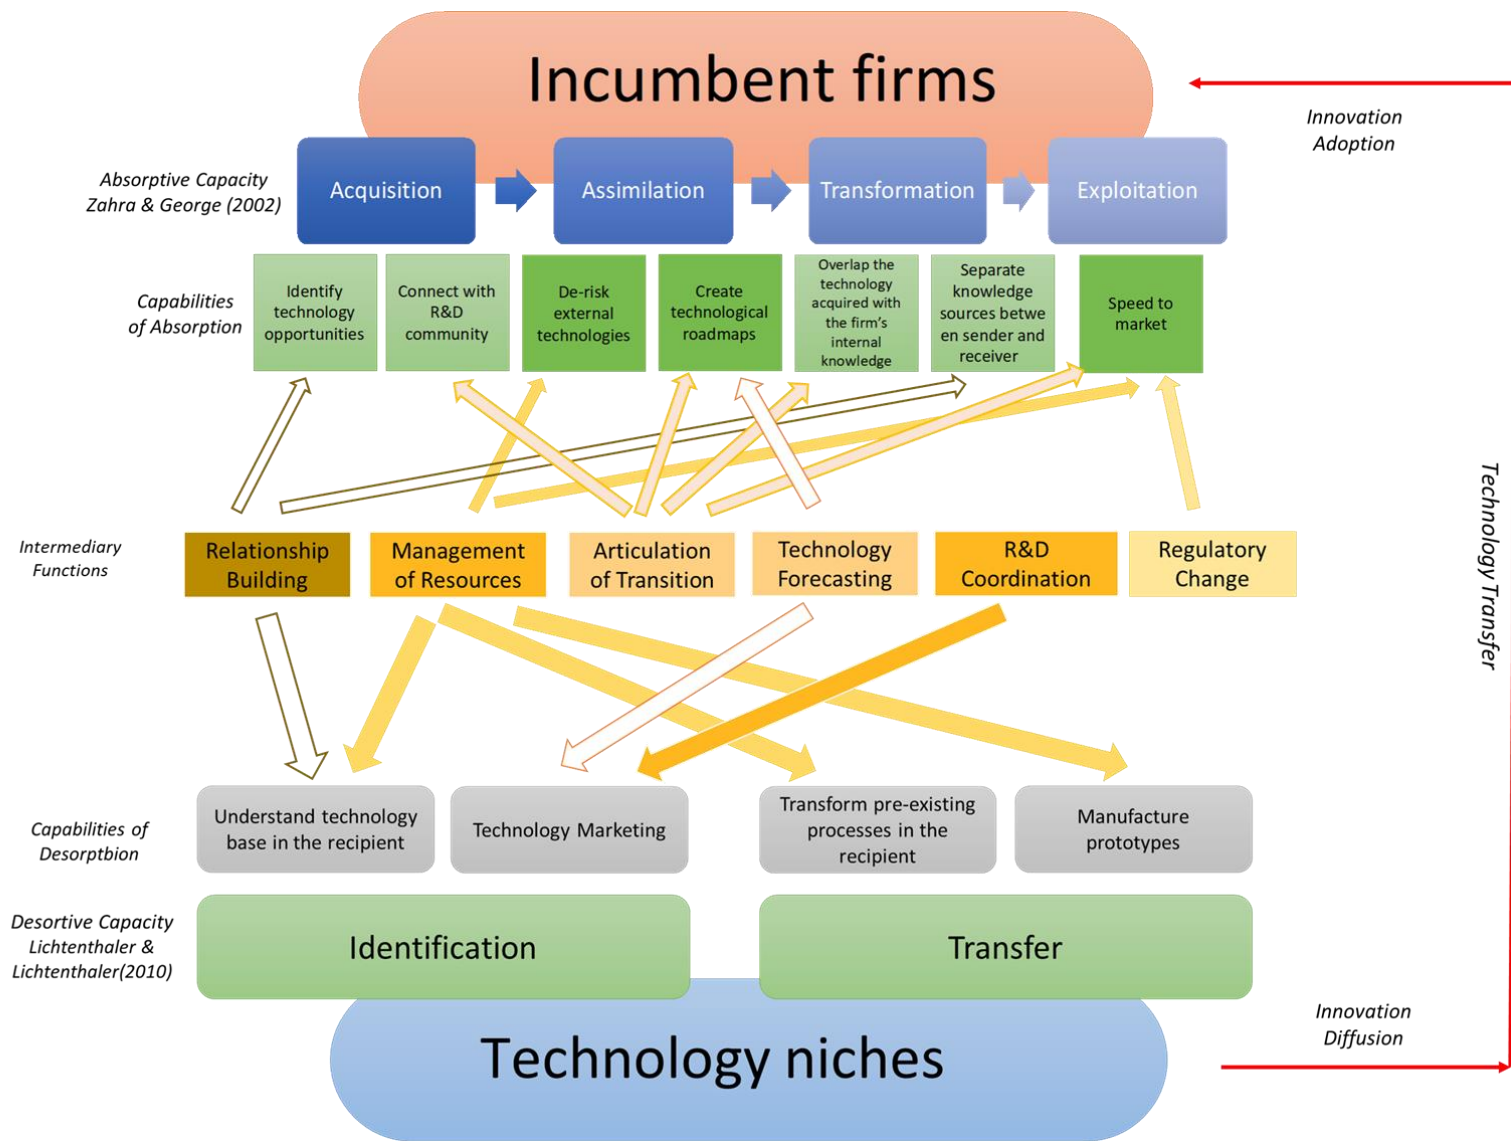 Incumbent firms
Innovation
Adoption
Absorptive Capacity
Zahra & George (2002)
Acquisition
Assimilation
Transformation
Exploitation
Capabilities
of Absorption
Identify
technology
opportunities
Connect with
R&D
community
De-risk
external
technologies
Create
technological
roadmaps
Overlap the
technology
acquired with
the firm's
internal
knowledge
Separate
knowledge
sources betwe
en sender and
receiver
Speed to
market
Intermediary
Functions
Relationship
Building
Management
of Resources
Articulation
of Transition
Technology
Forecasting
R&D
Coordination
Regulatory
Change
Technology Transfer
Capabilities of
Desorptbion
Understand technology
base in the recipient
Technology Marketing
Transform pre-existing
processes in the
recipient
Manufacture
prototypes
Desortive Capacity
Lichtenthaler &
Lichtenthaler(2010)
Identification
Transfer
Innovation
Diffusion
Technology niches